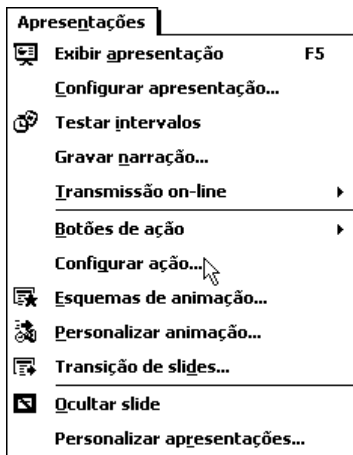 Apresentações
Exibir apresentação F5
Configurar apresentação...
Testar intervalos
Gravar narração...
Transmissão on-line
Botões de ação
Configurar ação...
Esquemas de animação...
Personalizar animação...
Transição de slides...
Ocultar slide
Personalizar apresentações...